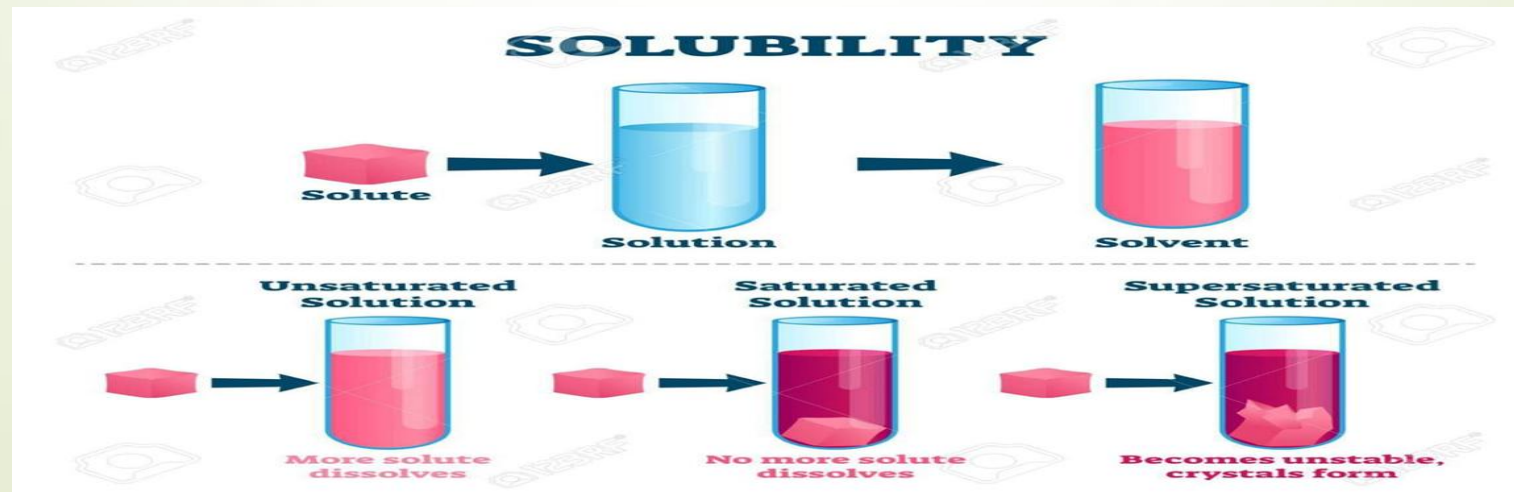 SOLUBILITY
Solute
Solution
Solvent
Unsaturated
Solution
More solute
dissolves
Saturated
Solution
No more solute
dissolves
Supersaturated
Solution
Becomes unstable,
crystals form